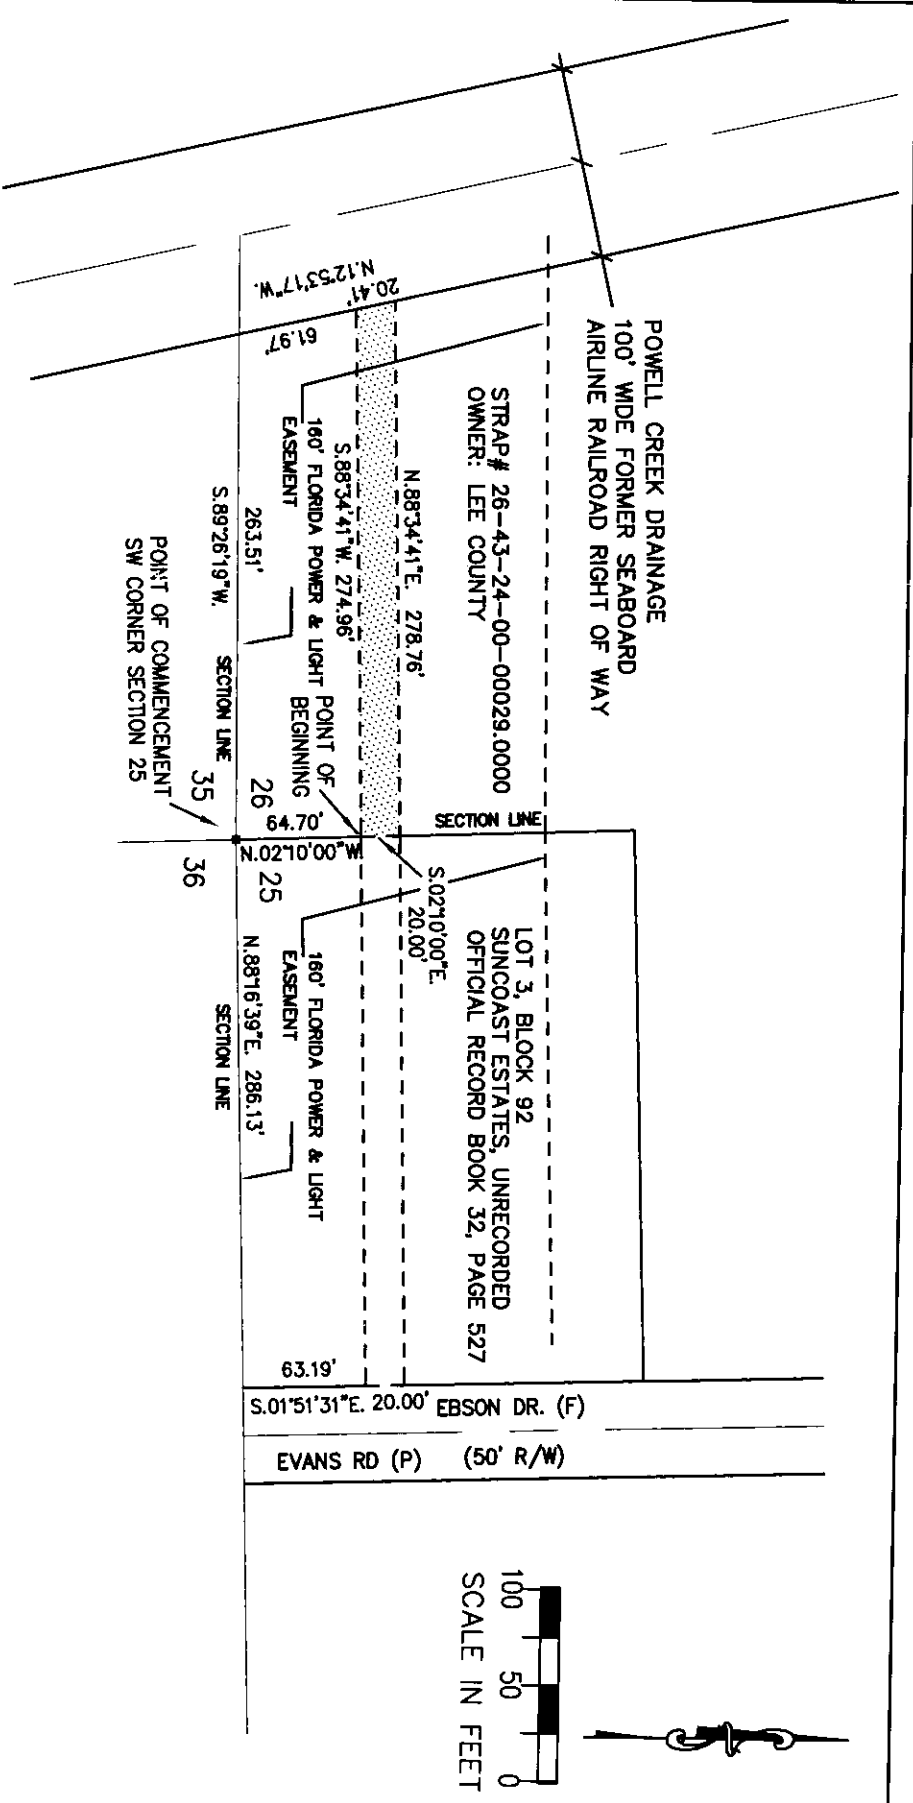 POWELL CREEK DRAINAGE
100' WIDE FORMER SEABOARD
AIRLINE RAILROAD RIGHT OF WAY
STRAP# 26-43-24-00-00029.0000
OWNER: LEE COUNTY
N.88°34'41"E. 278.76'
S.88°34'41"W. 274.96'
20.41'
N.12°53'17"W.
61.97'
160' FLORIDA POWER & LIGHT
EASEMENT
POINT OF
BEGINNING
263.51'
S.89°26'19"W.
SECTION LINE
POINT OF COMMENCEMENT
SW CORNER SECTION 25
35
26
36
25
64.70'
N.02°10'00"W
SECTION LINE
S.02°10'00"E.
20.00'
LOT 3, BLOCK 92
SUNCOAST ESTATES, UNRECORDED
OFFICIAL RECORD BOOK 32, PAGE 527
160' FLORIDA POWER & LIGHT
EASEMENT
N.88°16'39"E. 286.13'
SECTION LINE
63.19'
S.01°51'31"E. 20.00'
EBSON DR. (F)
EVANS RD (P) (50' R/W)
100 50 0
SCALE IN FEET